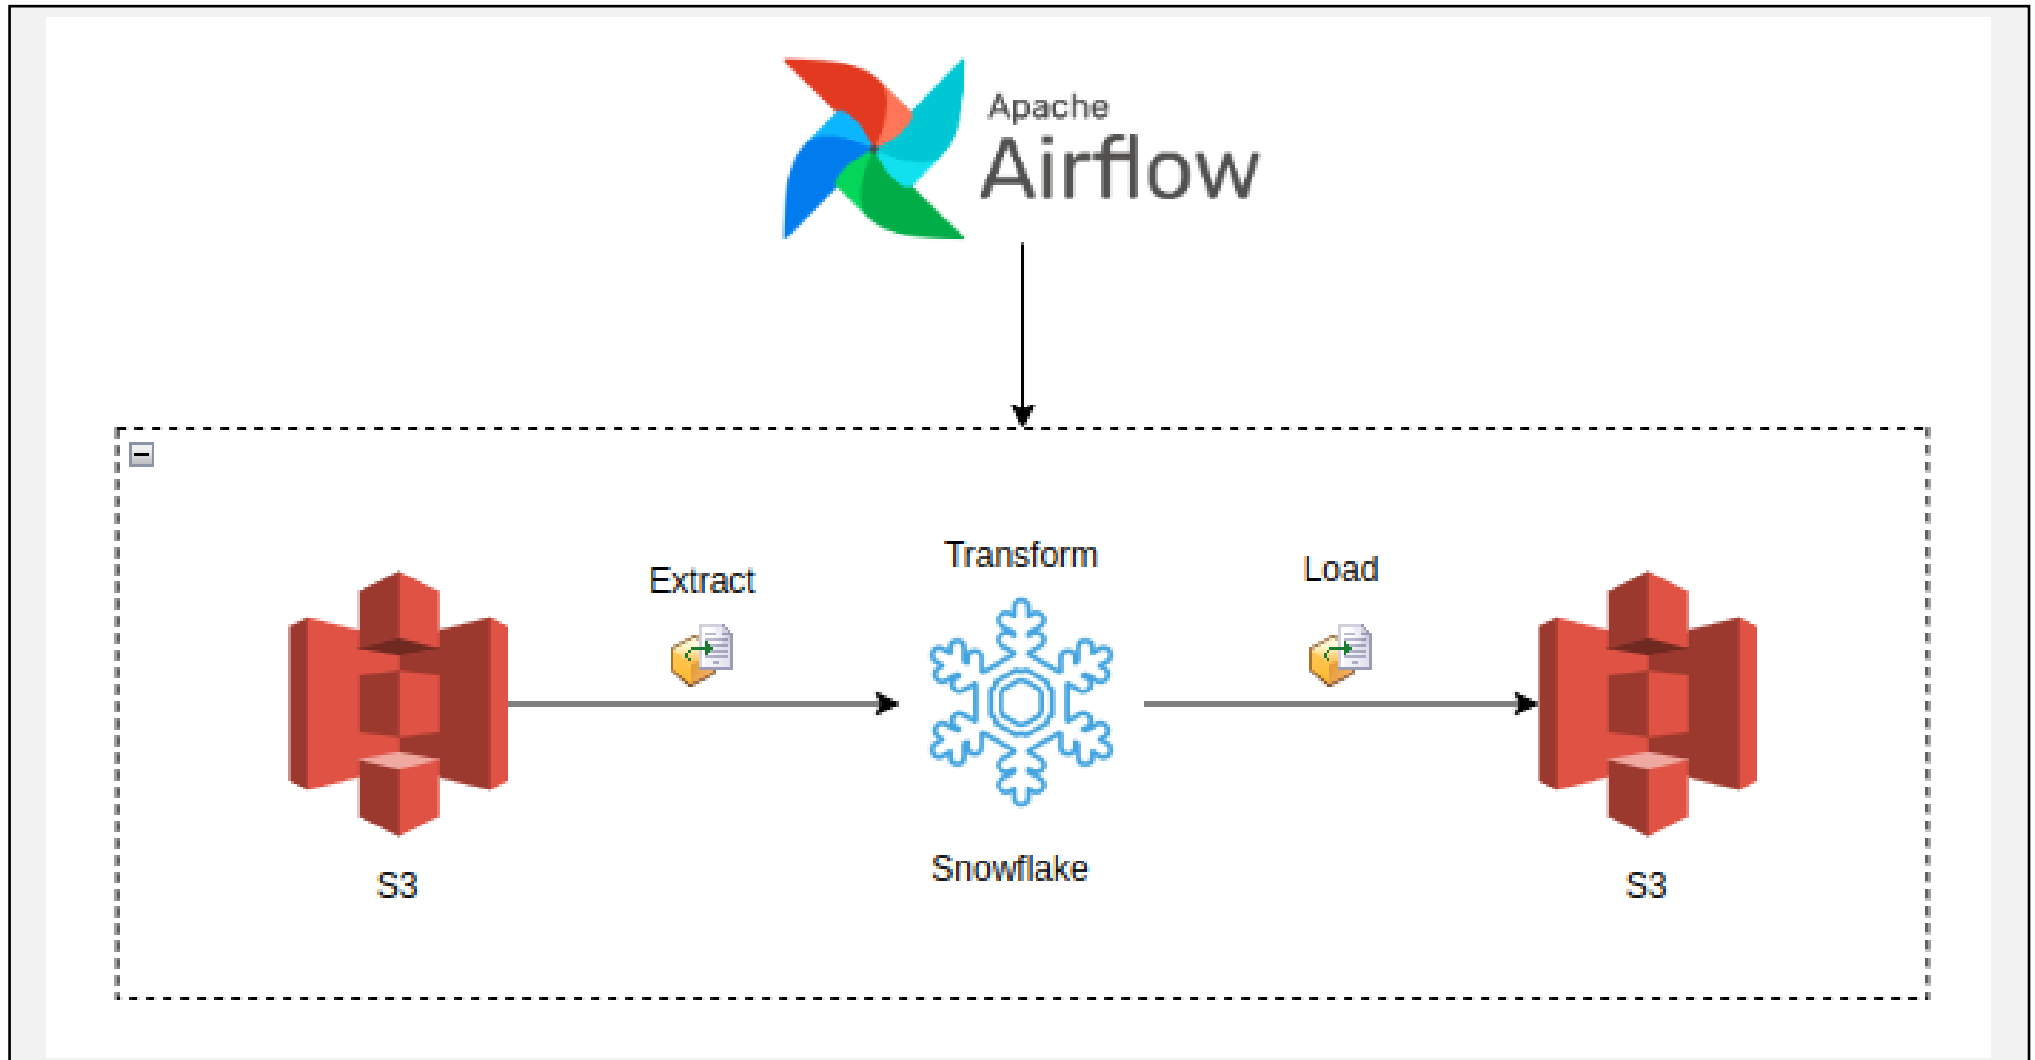 Apache
Airflow
Extract
Transform
Load
S3
Snowflake
S3